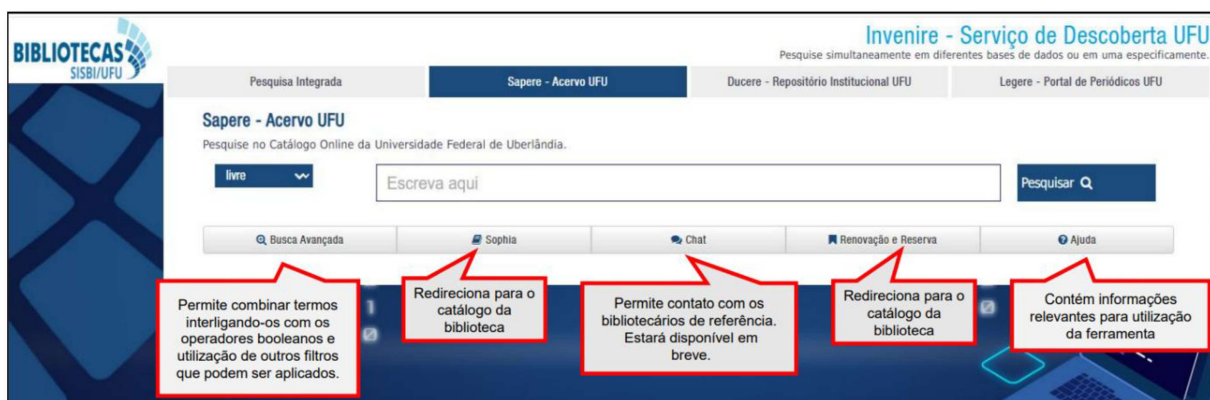 BIBLIOTECAS
SISBI/UFU
Invenire - Serviço de Descoberta UFU
Pesquise simultaneamente em diferentes bases de dados ou em uma especificamente.
Pesquisa Integrada
Sapere - Acervo UFU
Ducere - Repositório Institucional UFU
Legere - Portal de Periódicos UFU
Sapere - Acervo UFU
Pesquise no Catálogo Online da Universidade Federal de Uberlândia.
livre
Escreva aqui
Pesquisar
Busca Avançada
Sophia
Chat
Renovação e Reserva
Ajuda
Permite combinar termos
interligando-os com os
operadores booleanos e
utilização de outros filtros
que podem ser aplicados.
Redireciona para o
catálogo da
biblioteca
Permite contato com os
bibliotecários de referência.
Estará disponível em
breve.
Redireciona para o
catálogo da
biblioteca
Contém informações
relevantes para utilização
da ferramenta
1
0
0